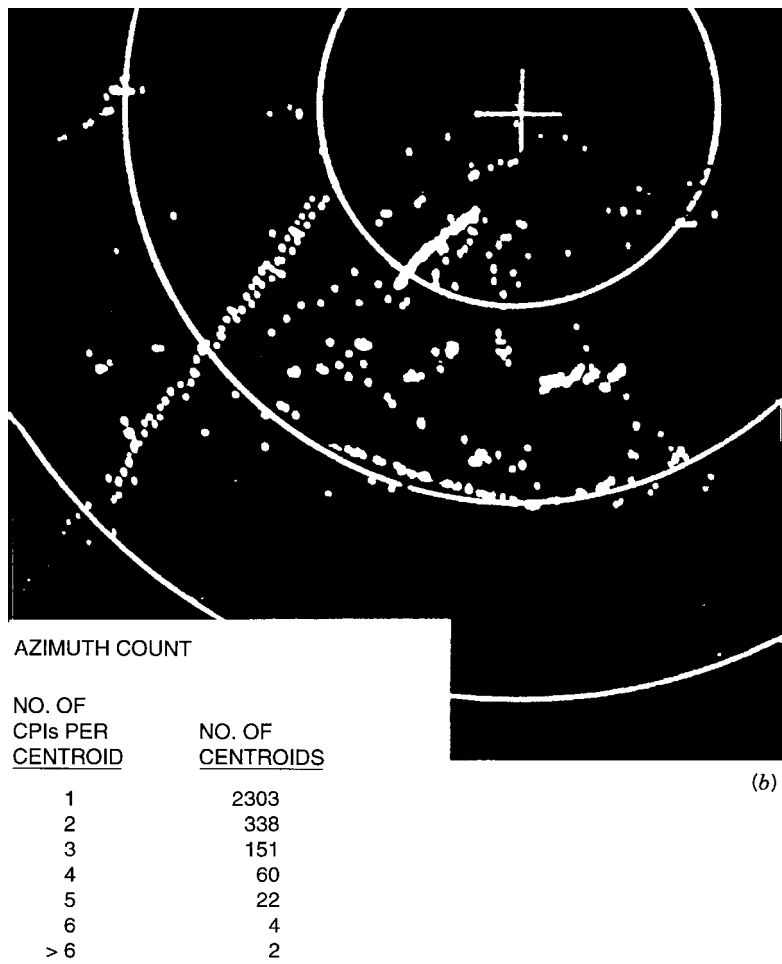 AZIMUTH COUNT
NO. OF
CPIs PER
CENTROID
NO. OF
CENTROIDS
1 2303
2 338
3 151
4 60
5 22
6 4
> 6 2
(b)